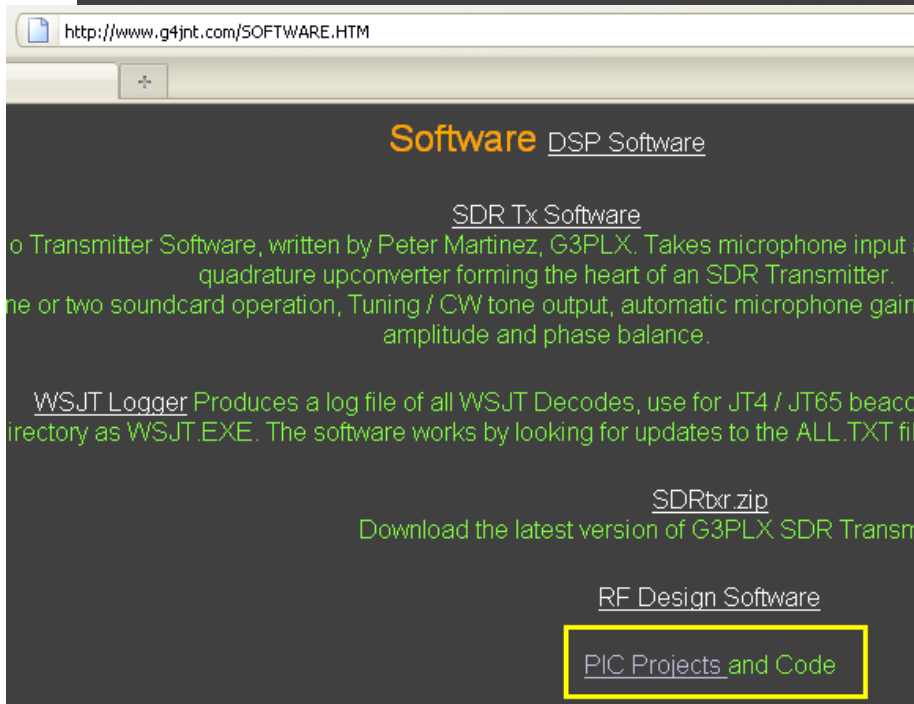 http://www.g4jnt.com/SOFTWARE.HTM
Software DSP Software
SDR Tx Software
o Transmitter Software, written by Peter Martinez, G3PLX. Takes microphone input
quadrature upconverter forming the heart of an SDR Transmitter.
ne or two soundcard operation, Tuning / CW tone output, automatic microphone gain
amplitude and phase balance.
WSJT Logger Produces a log file of all WSJT Decodes, use for JT4 / JT65 beaco
irectory as WSJT.EXE. The software works by looking for updates to the ALL.TXT fil
SDRtxr.zip
Download the latest version of G3PLX SDR Transm
RF Design Software
PIC Projects and Code